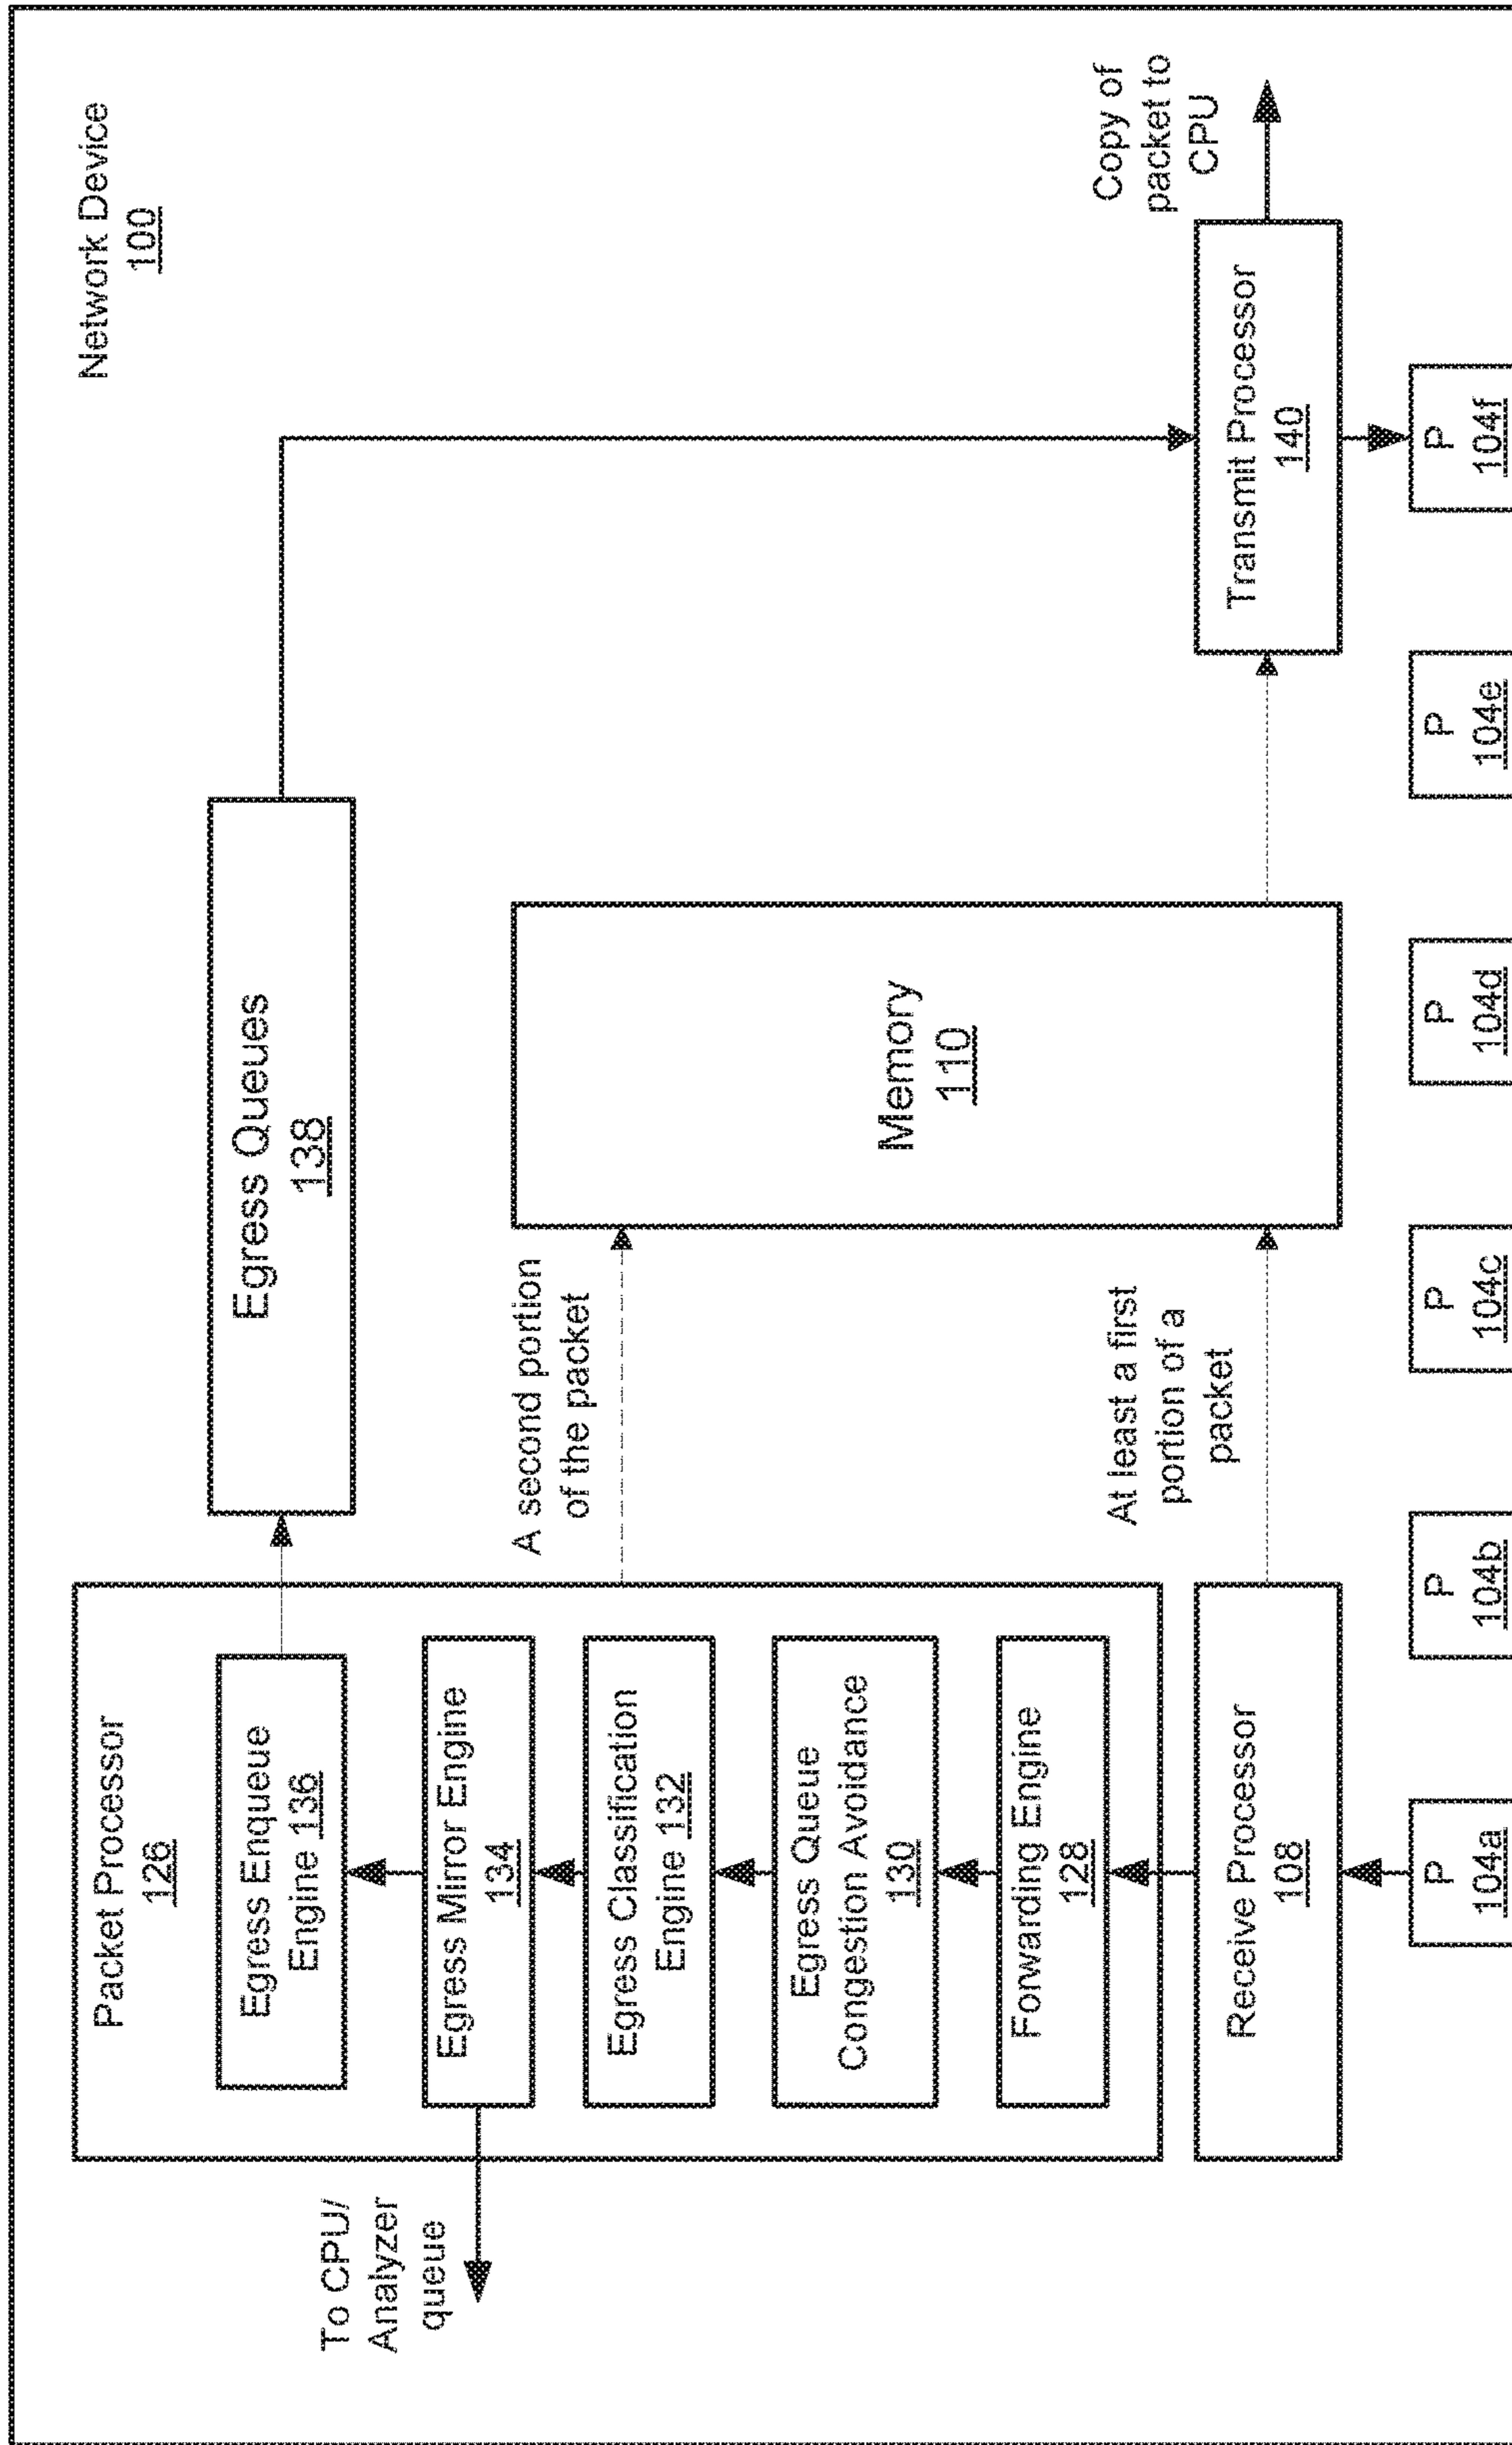 Network Device
100
Packet Processor
126
Egress Enqueue
Engine 136
Egress Queues
138
To CPU/
Analyzer
queue
Egress Mirror Engine
134
A second portion
of the packet
Egress Classification
Engine 132
Egress Queue
Congestion Avoidance
130
Memory
110
Forwarding Engine
128
At least a first
portion of a
packet
Copy of
packet to
CPU
Receive Processor
108
Transmit Processor
140
P
104a
P
104b
P
104c
P
104d
P
104e
P
104f